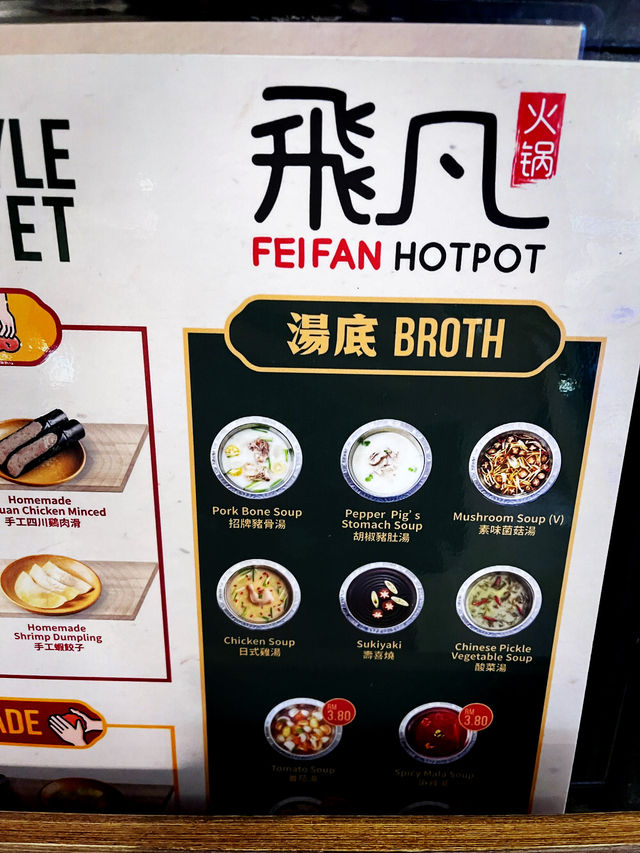 YLE
ET
飛凡
火锅
FEIFAN HOTPOT
湯底 BROTH
Pork Bone Soup
招牌豬骨湯
Pepper Pig's
Stomach Soup
胡椒豬肚湯
Mushroom Soup (V)
素味菌菇湯
Chicken Soup
日式雞湯
Sukiyaki
壽喜燒
Chinese Pickle
Vegetable Soup
酸菜湯
RM
3.80
Tomato Soup
番茄湯
RM
3.80
Spicy Mala Soup
Homemade
uan Chicken Minced
手工四川鷄肉滑
Homemade
Shrimp Dumpling
手工蝦餃子
ADE